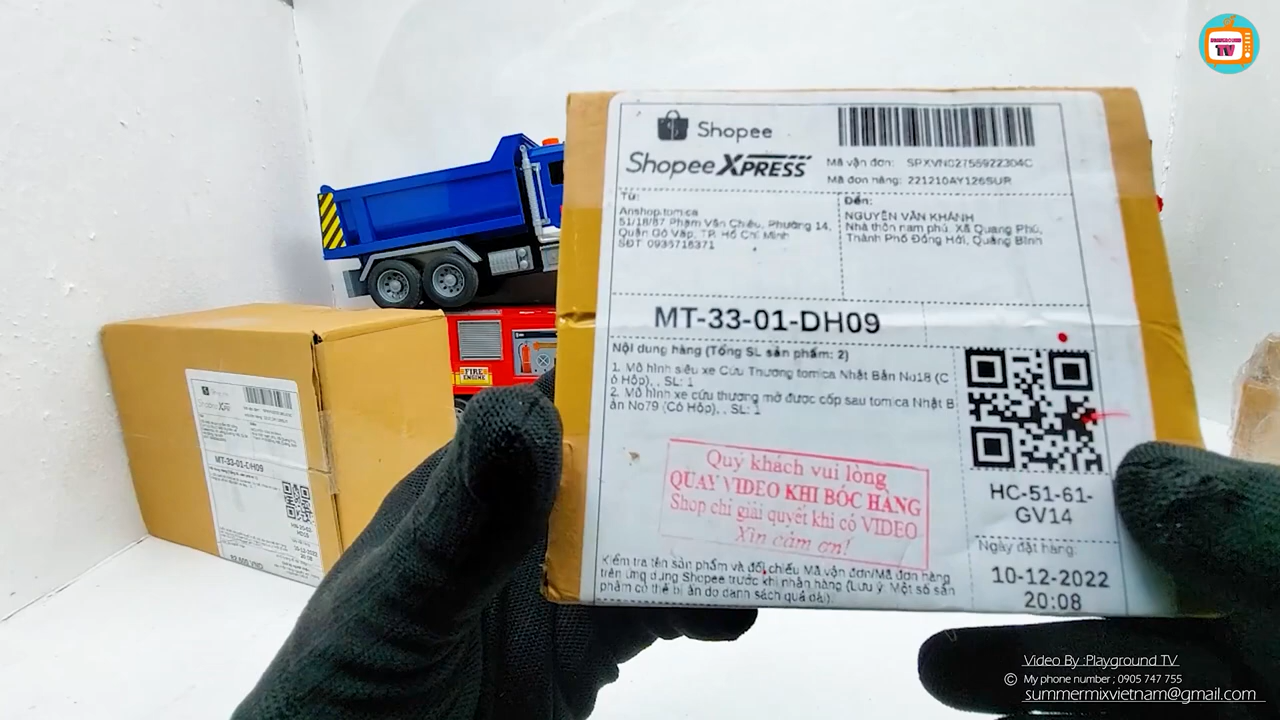 TV
Shopee
Shopee XPRESS
Mã vận đơn: SPXVN02755922304C
Mã đơn hàng: 221210AY126SUR
Từ:
Anshop.tomica
51/18/87 Phạm Văn Chiêu, Phường 14,
Quận Gò Vấp, TP. Hồ Chí Minh
SĐT 0936718371
Đến:
NGUYỄN VĂN KHÁNH
Nhà thôn nam phú, Xã Quang Phú,
Thành Phố Đồng Hới, Quảng Bình
MT-33-01-DH09
Nội dung hàng (Tổng SL sản phẩm: 2)
1. Mô hình siêu xe Cứu Thương tomica Nhật Bản No18 (C
ó Hộp), , SL: 1
2. Mô hình xe cứu thương mở được cốp sau tomica Nhật B
ản No79 (Có Hộp), , SL: 1
HC-51-61-
GV14
Ngày đặt hàng:
10-12-2022
20:08
Quý khách vui lòng
QUAY VIDEO KHI BÓC HÀNG
Shop chỉ giải quyết khi có VIDEO
Xin cảm ơn!
Kiểm tra tên sản phẩm và đối chiếu Mã vận đơn/Mã đơn hàng
trên ứng dụng Shopee trước khi nhận hàng (Lưu ý: Một số sản
phẩm có thể bị ẩn do danh sách quá dài).
FIRE
ENGINE
MT-33-01-DH09
Video By :Playground TV
© My phone number ; 0905 747 755
summermixvietnam@gmail.com